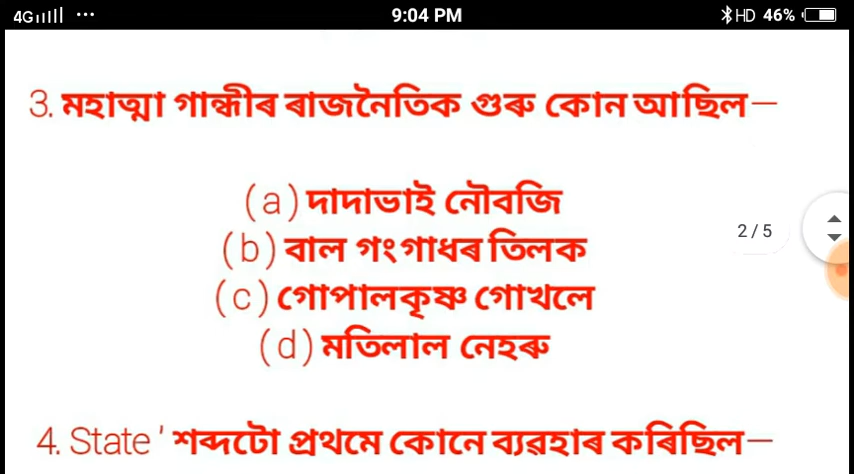 4G ... 9:04 PM HD 46%
3. মহাত্মা গান্ধীৰ ৰাজনৈতিক গুৰু কোন আছিল—
(a) দাদাভাই নৌবজি
(b) বাল গংগাধৰ তিলক
2 / 5
(c) গোপালকৃষ্ণ গোখলে
(d) মতিলাল নেহৰু
4. State ' শব্দটো প্ৰথমে কোনে ব্যৱহাৰ কৰিছিল—